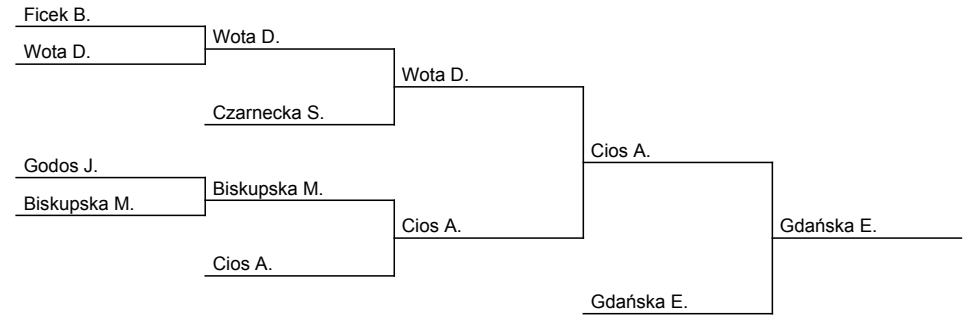 Ficek B.
Wota D.
Wota D.
Wota D.
Czarnecka S.
Cios A.
Godos J.
Biskupska M.
Biskupska M.
Cios A.
Gdańska E.
Cios A.
Gdańska E.